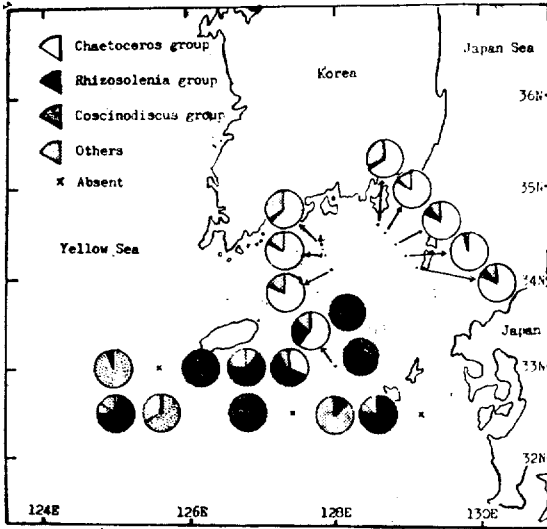 Chaetoceros group
Japan Sea
Rhizosolenia group
Korea
36N
Coscinodiscus group
Others
Absent
35N
Yellow Sea
34N
Japan
33N
32N
124E 126E 128E 130E